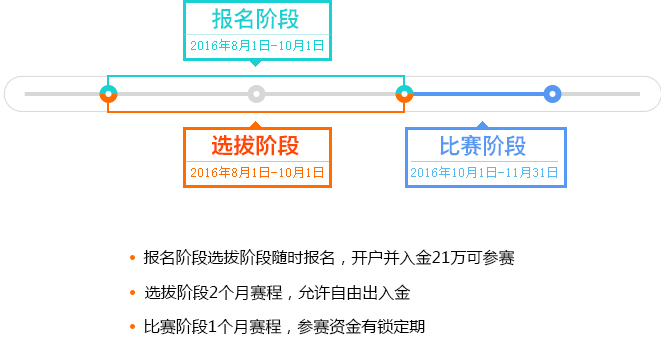 报名阶段
2016年8月1日-10月1日
选拔阶段
2016年8月1日-10月1日
比赛阶段
2016年10月1日-11月31日
报名阶段选拔阶段随时报名，开户并入金21万可参赛
选拔阶段2个月赛程，允许自由出入金
比赛阶段1个月赛程，参赛资金有锁定期